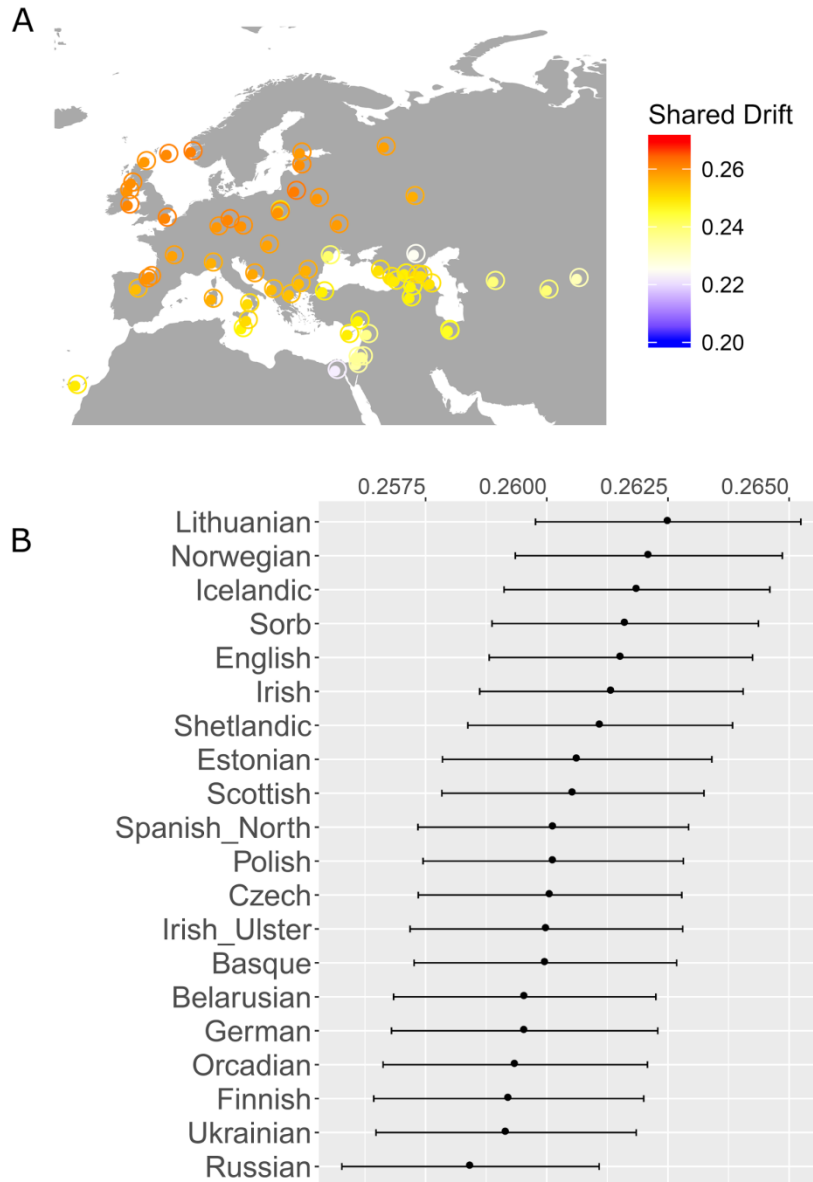 A
Shared Drift
0.26
0.24
0.22
0.20
B
0.2575 0.2600 0.2625 0.2650
Lithuanian
Norwegian
Icelandic
Sorb
English
Irish
Shetlandic
Estonian
Scottish
Spanish_North
Polish
Czech
Irish_Ulster
Basque
Belarusian
German
Orcadian
Finnish
Ukrainian
Russian